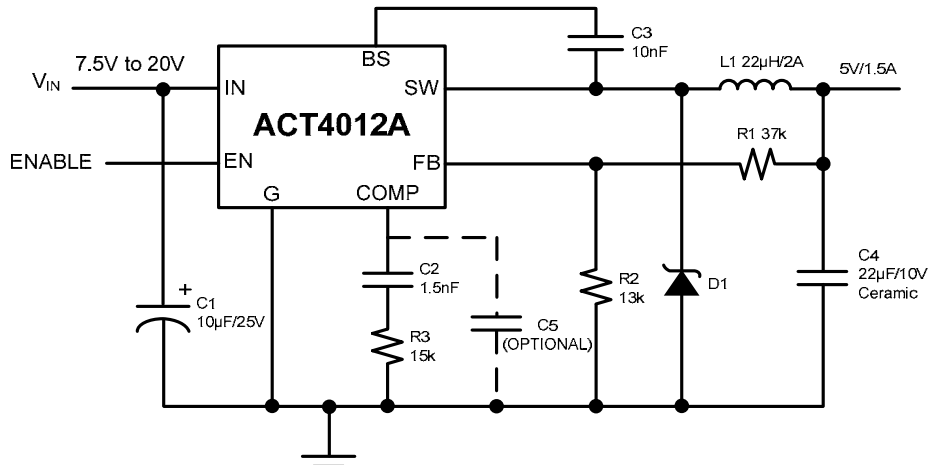 7.5V to 20V
VIN
ENABLE
IN
EN
G
BS
SW
FB
COMP
ACT4012A
C3
10nF
L1 22µH/2A
5V/1.5A
R1 37k
+
C1
10µF/25V
C2
1.5nF
R3
15k
C5
(OPTIONAL)
R2
13k
D1
C4
22µF/10V
Ceramic